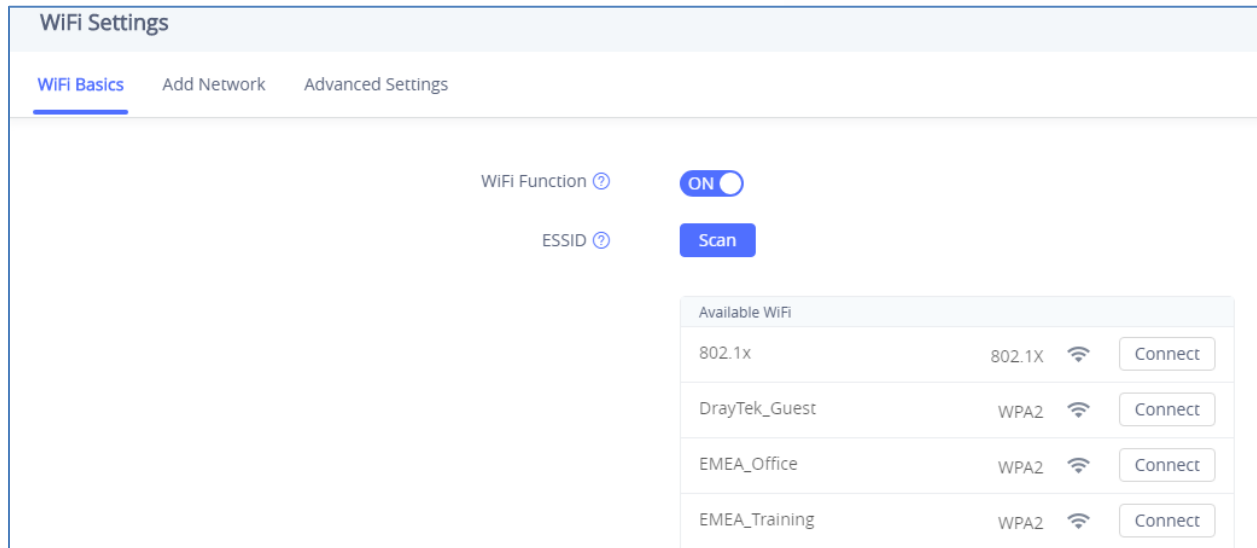 WiFi Settings
WiFi Basics Add Network Advanced Settings
WiFi Function ?
ON
ESSID ?
Scan
Available WiFi
802.1x 802.1X Connect
DrayTek_Guest WPA2 Connect
EMEA_Office WPA2 Connect
EMEA_Training WPA2 Connect